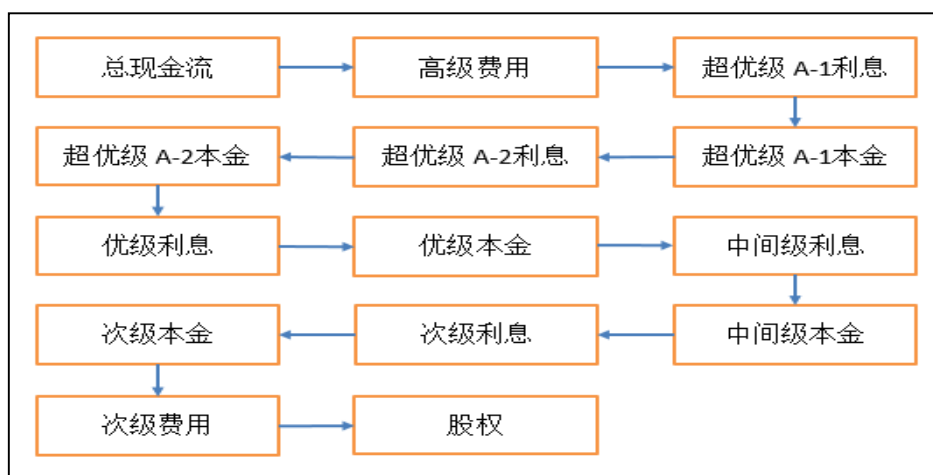 总现金流
高级费用
超优级 A-1利息
超优级 A-2本金
超优级 A-2利息
超优级 A-1本金
优级利息
优级本金
中间级利息
次级本金
次级利息
中间级本金
次级费用
股权